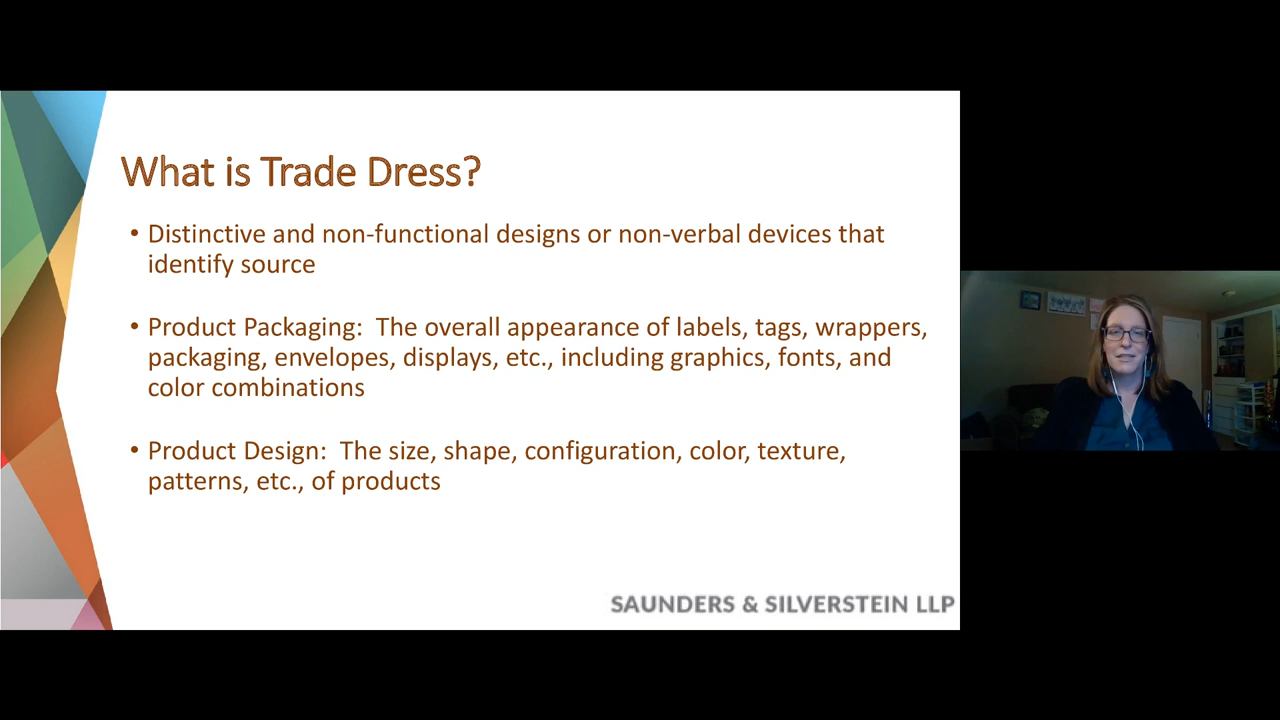 What is Trade Dress?
• Distinctive and non-functional designs or non-verbal devices that
identify source
• Product Packaging:  The overall appearance of labels, tags, wrappers,
packaging, envelopes, displays, etc., including graphics, fonts, and
color combinations
• Product Design:  The size, shape, configuration, color, texture,
patterns, etc., of products
SAUNDERS & SILVERSTEIN LLP